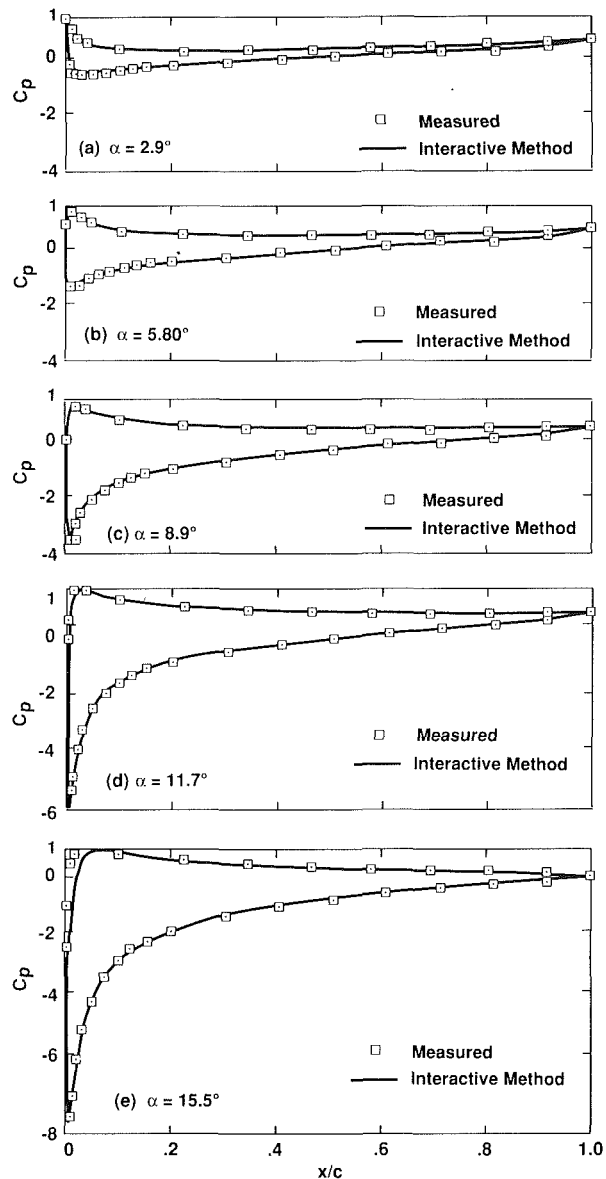 1
0
-2
-4
Cp
Measured
Interactive Method
(a) α = 2.9°
1
0
-2
-4
Cp
Measured
Interactive Method
(b) α = 5.80°
1
0
-2
-4
Cp
Measured
Interactive Method
(c) α = 8.9°
1
0
-2
-4
-6
Cp
Measured
Interactive Method
(d) α = 11.7°
1
0
-2
-4
-6
-8
Cp
Measured
Interactive Method
(e) α = 15.5°
0 .2 .4 .6 .8 1.0
x/c